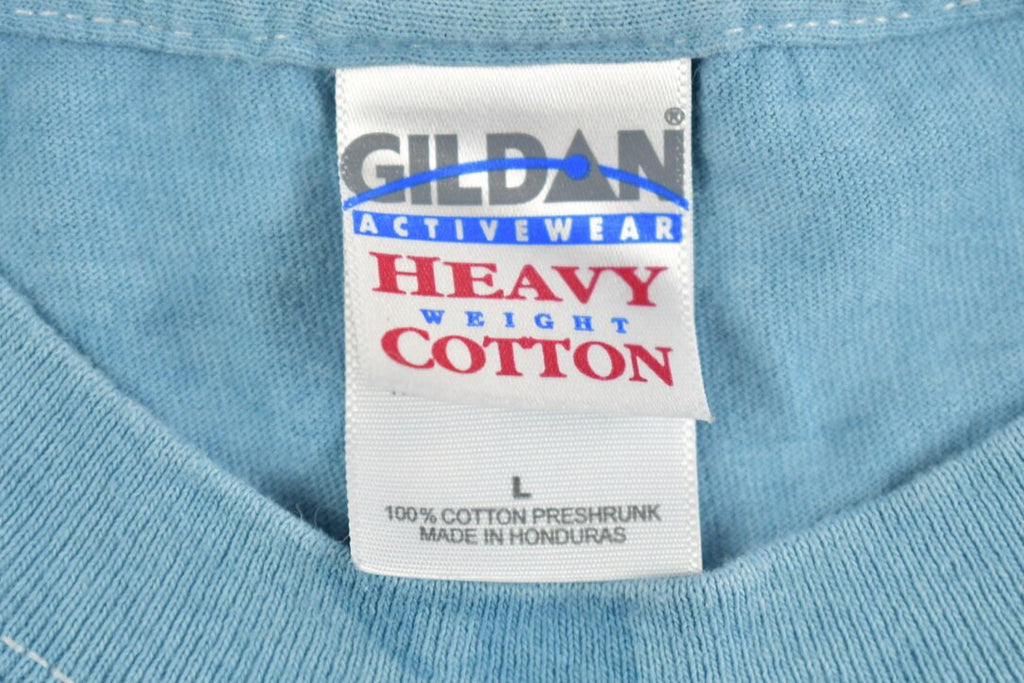 GILDAN®
ACTIVEWEAR
HEAVY
WEIGHT
COTTON
L
100% COTTON PRESHRUNK
MADE IN HONDURAS